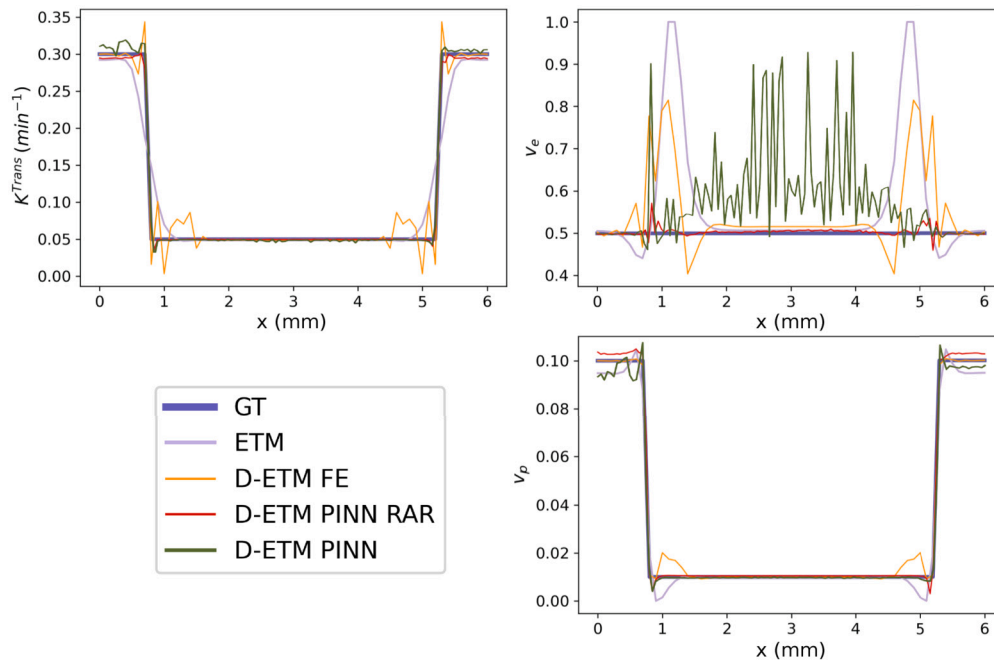 0.35
0.30
0.25
0.20
0.15
0.10
0.05
0.00
K^Trans (min^−1)
0 1 2 3 4 5 6
x (mm)
1.0
0.9
0.8
0.7
0.6
0.5
0.4
v_e
0 1 2 3 4 5 6
x (mm)
GT
ETM
D-ETM FE
D-ETM PINN RAR
D-ETM PINN
0.10
0.08
0.06
0.04
0.02
0.00
v_p
0 1 2 3 4 5 6
x (mm)